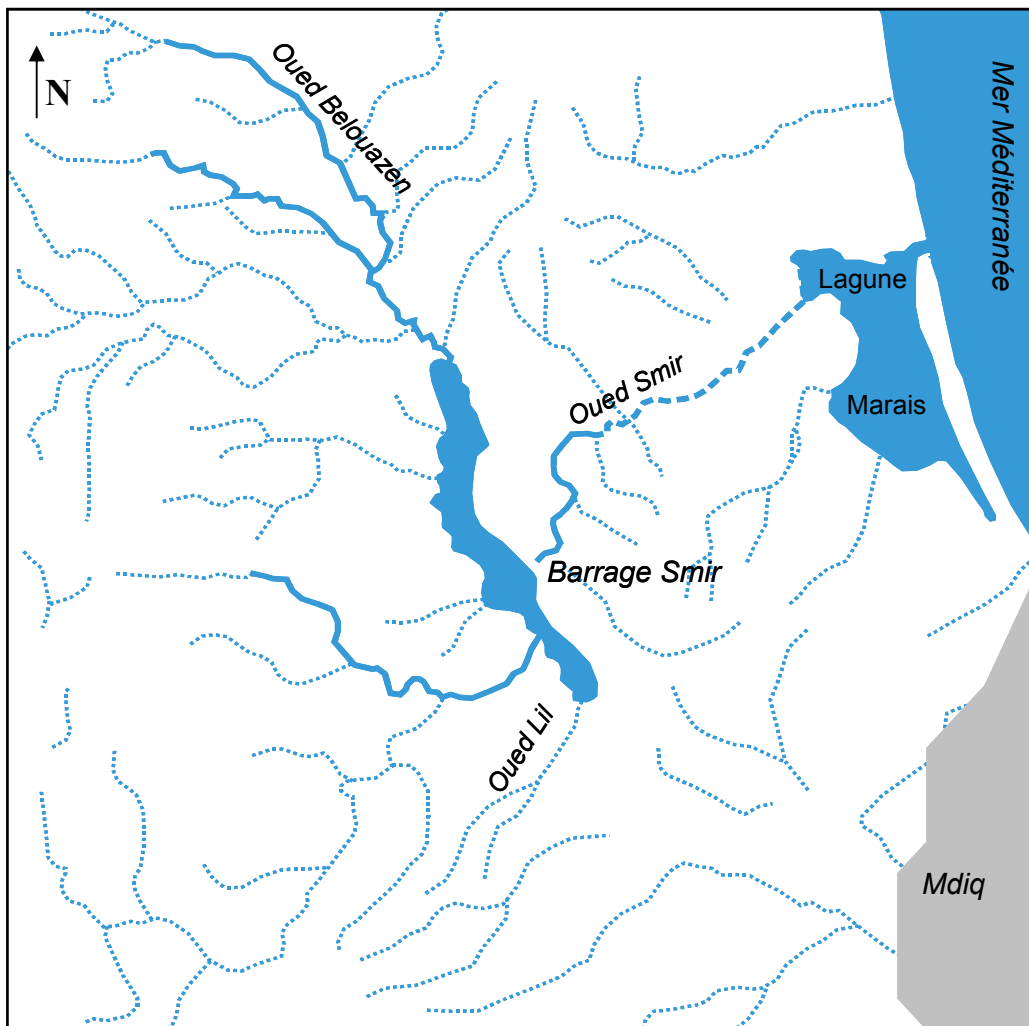 N
Oued Belouazen
Mer Méditerranée
Lagune
Oued Smir
Marais
Barrage Smir
Oued Lil
Mdiq